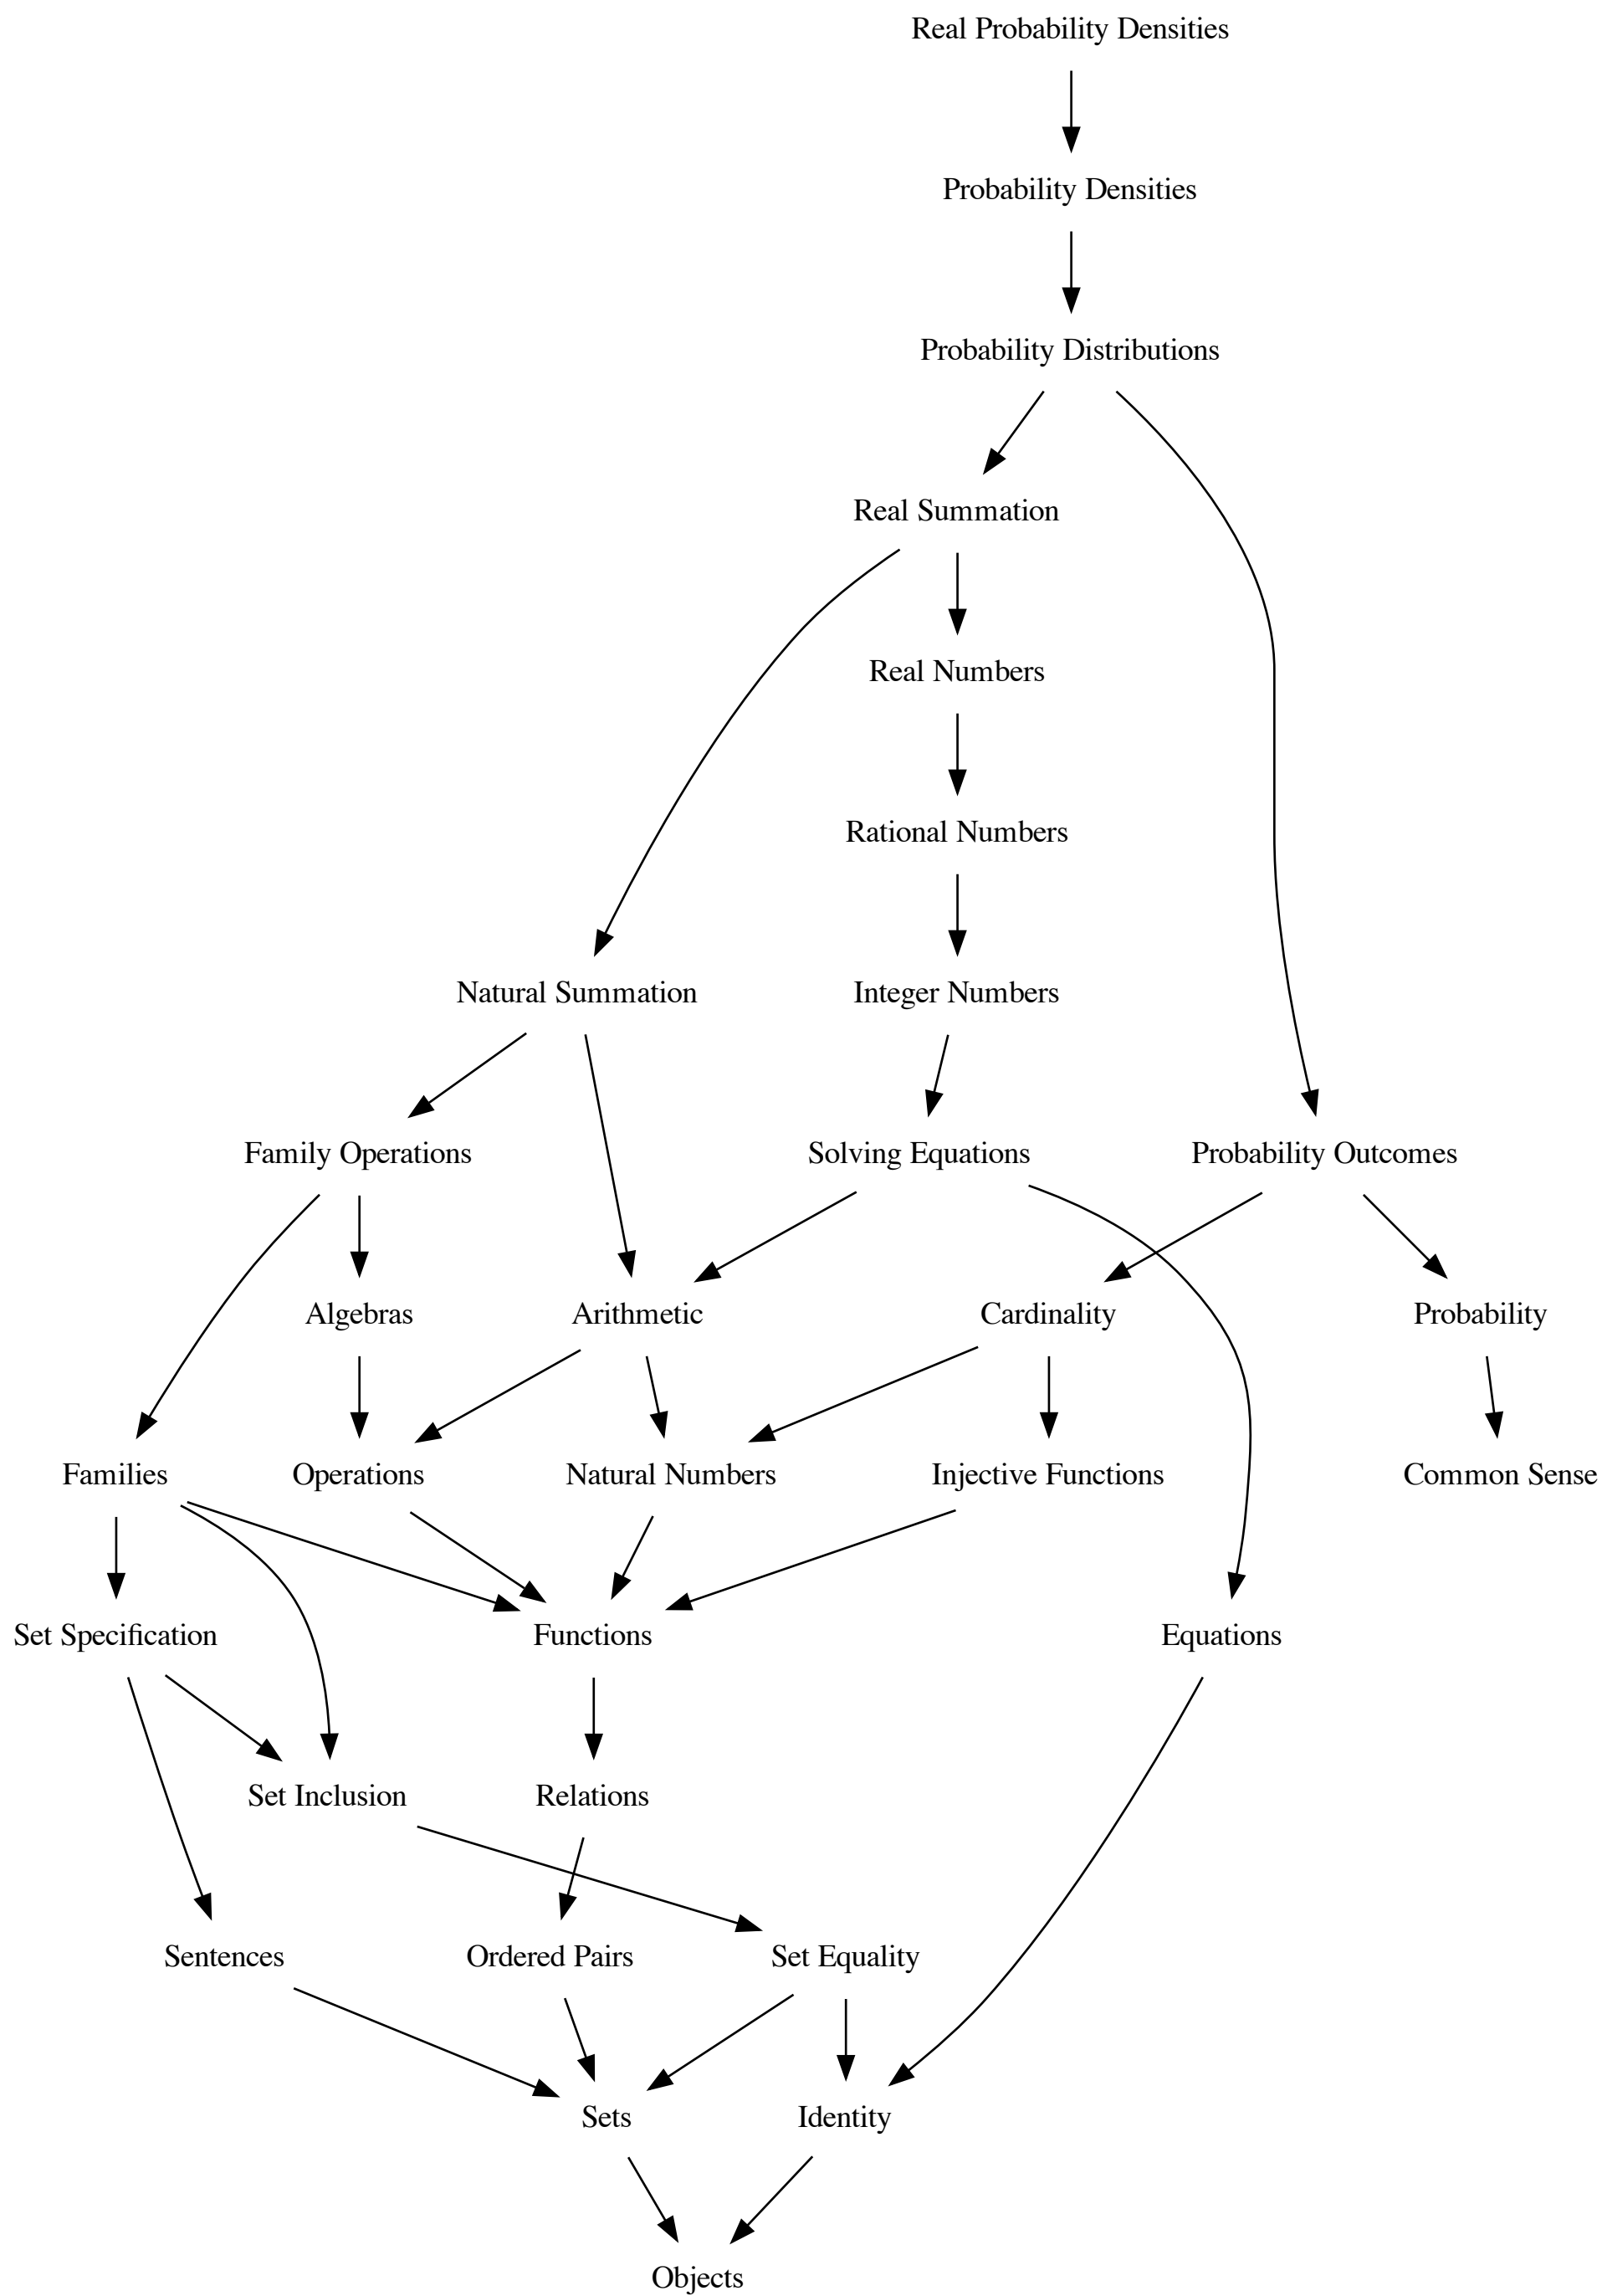 Real Probability Densities
Probability Densities
Probability Distributions
Real Summation
Real Numbers
Rational Numbers
Natural Summation
Integer Numbers
Family Operations
Solving Equations
Probability Outcomes
Algebras
Arithmetic
Cardinality
Probability
Families
Operations
Natural Numbers
Injective Functions
Common Sense
Set Specification
Functions
Equations
Set Inclusion
Relations
Sentences
Ordered Pairs
Set Equality
Sets
Identity
Objects